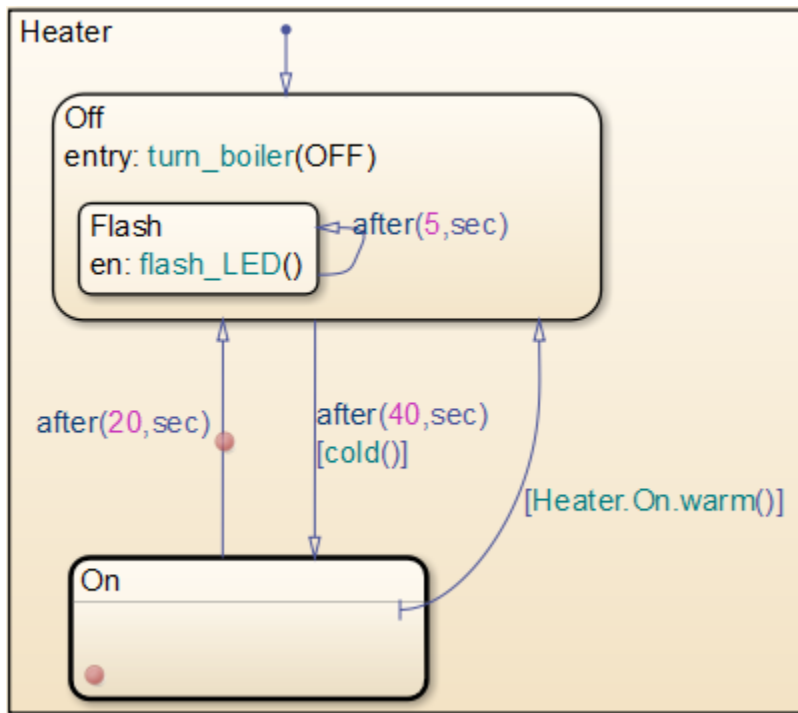 Heater
Off
entry: turn_boiler(OFF)
Flash
en: flash_LED()
after(5,sec)
after(20,sec)
after(40,sec)
[cold()]
[Heater.On.warm()]
On